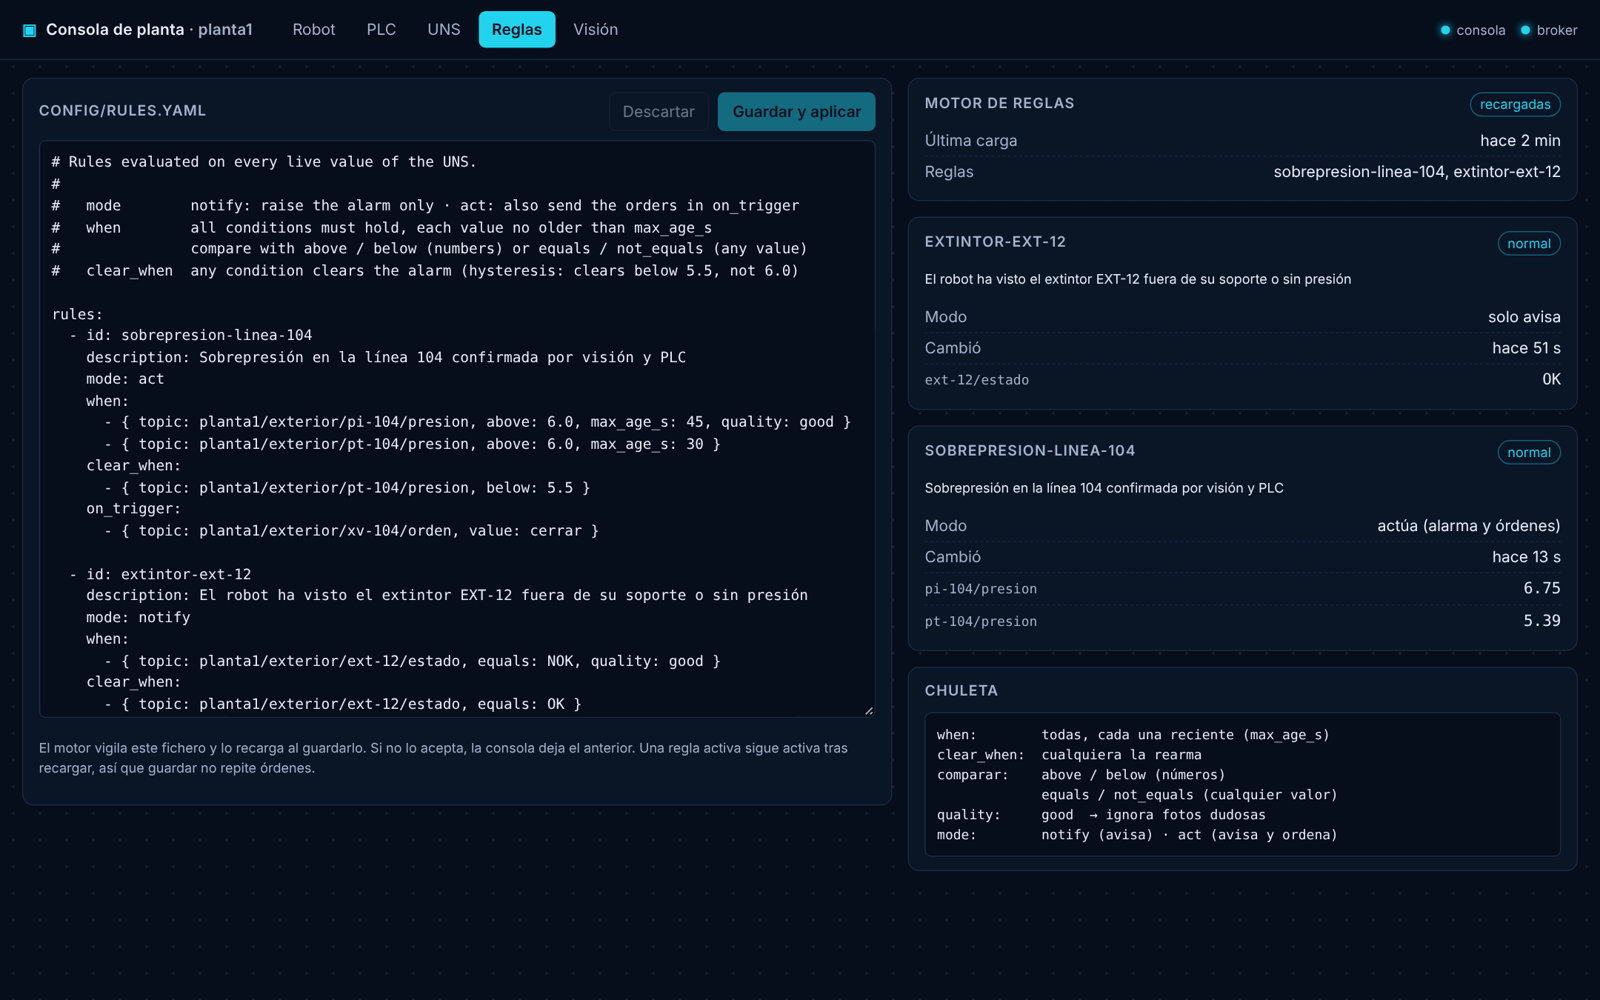 Consola de planta · planta1
Robot
PLC
UNS
Reglas
Visión
consola
broker
CONFIG/RULES.YAML
Descartar
Guardar y aplicar
# Rules evaluated on every live value of the UNS.
#
#   mode        notify: raise the alarm only · act: also send the orders in on_trigger
#   when        all conditions must hold, each value no older than max_age_s
#               compare with above / below (numbers) or equals / not_equals (any value)
#   clear_when  any condition clears the alarm (hysteresis: clears below 5.5, not 6.0)
rules:
  - id: sobrepresion-linea-104
    description: Sobrepresión en la línea 104 confirmada por visión y PLC
    mode: act
    when:
      - { topic: planta1/exterior/pi-104/presion, above: 6.0, max_age_s: 45, quality: good }
      - { topic: planta1/exterior/pt-104/presion, above: 6.0, max_age_s: 30 }
    clear_when:
      - { topic: planta1/exterior/pt-104/presion, below: 5.5 }
    on_trigger:
      - { topic: planta1/exterior/xv-104/orden, value: cerrar }
  - id: extintor-ext-12
    description: El robot ha visto el extintor EXT-12 fuera de su soporte o sin presión
    mode: notify
    when:
      - { topic: planta1/exterior/ext-12/estado, equals: NOK, quality: good }
    clear_when:
      - { topic: planta1/exterior/ext-12/estado, equals: OK }
El motor vigila este fichero y lo recarga al guardarlo. Si no lo acepta, la consola deja el anterior. Una regla activa sigue activa tras
recargar, así que guardar no repite órdenes.
MOTOR DE REGLAS
recargadas
Última carga hace 2 min
Reglas sobrepresion-linea-104, extintor-ext-12
EXTINTOR-EXT-12
normal
El robot ha visto el extintor EXT-12 fuera de su soporte o sin presión
Modo solo avisa
Cambió hace 51 s
ext-12/estado OK
SOBREPRESION-LINEA-104
normal
Sobrepresión en la línea 104 confirmada por visión y PLC
Modo actúa (alarma y órdenes)
Cambió hace 13 s
pi-104/presion 6.75
pt-104/presion 5.39
CHULETA
when:        todas, cada una reciente (max_age_s)
clear_when:  cualquiera la rearma
comparar:    above / below (números)
             equals / not_equals (cualquier valor)
quality:     good  → ignora fotos dudosas
mode:        notify (avisa) · act (avisa y ordena)